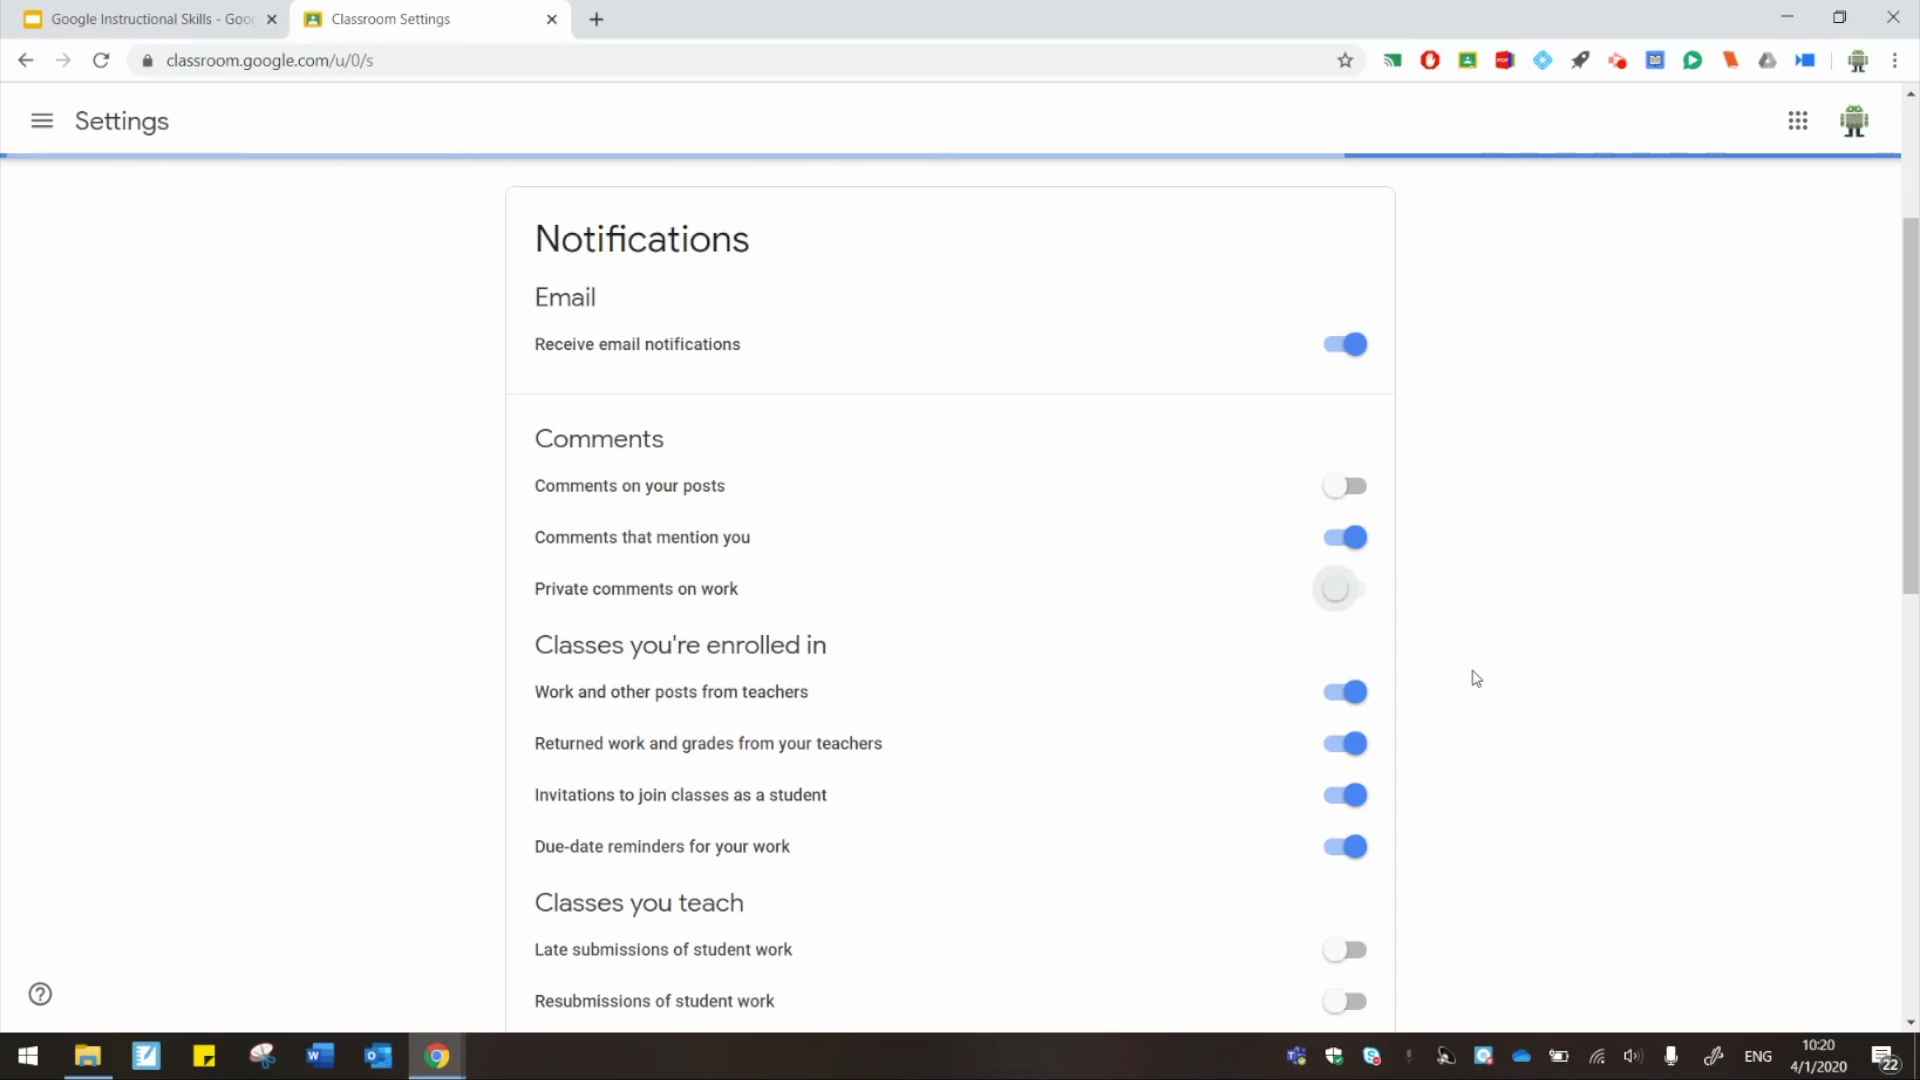 Google Instructional Skills - Goo
Classroom Settings
classroom.google.com/u/0/s
Settings
Notifications
Email
Receive email notifications
Comments
Comments on your posts
Comments that mention you
Private comments on work
Classes you're enrolled in
Work and other posts from teachers
Returned work and grades from your teachers
Invitations to join classes as a student
Due-date reminders for your work
Classes you teach
Late submissions of student work
Resubmissions of student work
ENG
10:20
4/1/2020
22